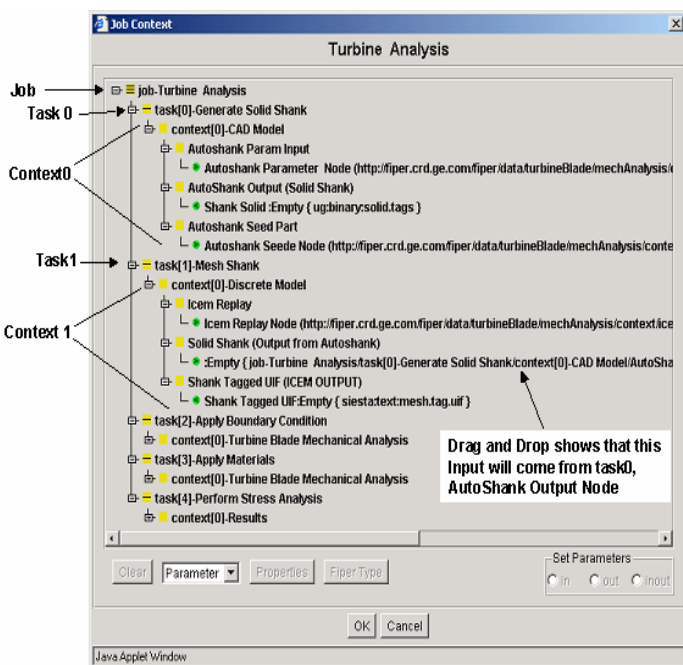 Job Context
Turbine Analysis
Job
job-Turbine Analysis
Task 0
task[0]-Generate Solid Shank
context[0]-CAD Model
Autoshank Param Input
Context0
Autoshank Parameter Node (http://fiper.crd.ge.com/fiper/data/turbineBlade/mechAnalysis/
AutoShank Output (Solid Shank)
Shank Solid :Empty { ug:binary:solid.tags }
Autoshank Seed Part
Autoshank Seede Node (http://fiper.crd.ge.com/fiper/data/turbineBlade/mechAnalysis/conte
Task1
task[1]-Mesh Shank
context[0]-Discrete Model
Icem Replay
Context 1
Icem Replay Node (http://fiper.crd.ge.com/fiper/data/turbineBlade/mechAnalysis/context/ice
Solid Shank (Output from Autoshank)
:Empty { job-Turbine Analysis/task[0]-Generate Solid Shank/context[0]-CAD Model/AutoSha
Shank Tagged UIF (ICEM OUTPUT)
Shank Tagged UIF:Empty { siesta:text:mesh.tag.uif }
task[2]-Apply Boundary Condition
context[0]-Turbine Blade Mechanical Analysis
task[3]-Apply Materials
context[0]-Turbine Blade Mechanical Analysis
task[4]-Perform Stress Analysis
context[0]-Results
Drag and Drop shows that this
Input will come from task0,
AutoShank Output Node
Clear Parameter Properties Fiper Type
Set Parameters
in out inout
OK Cancel
Java Applet Window